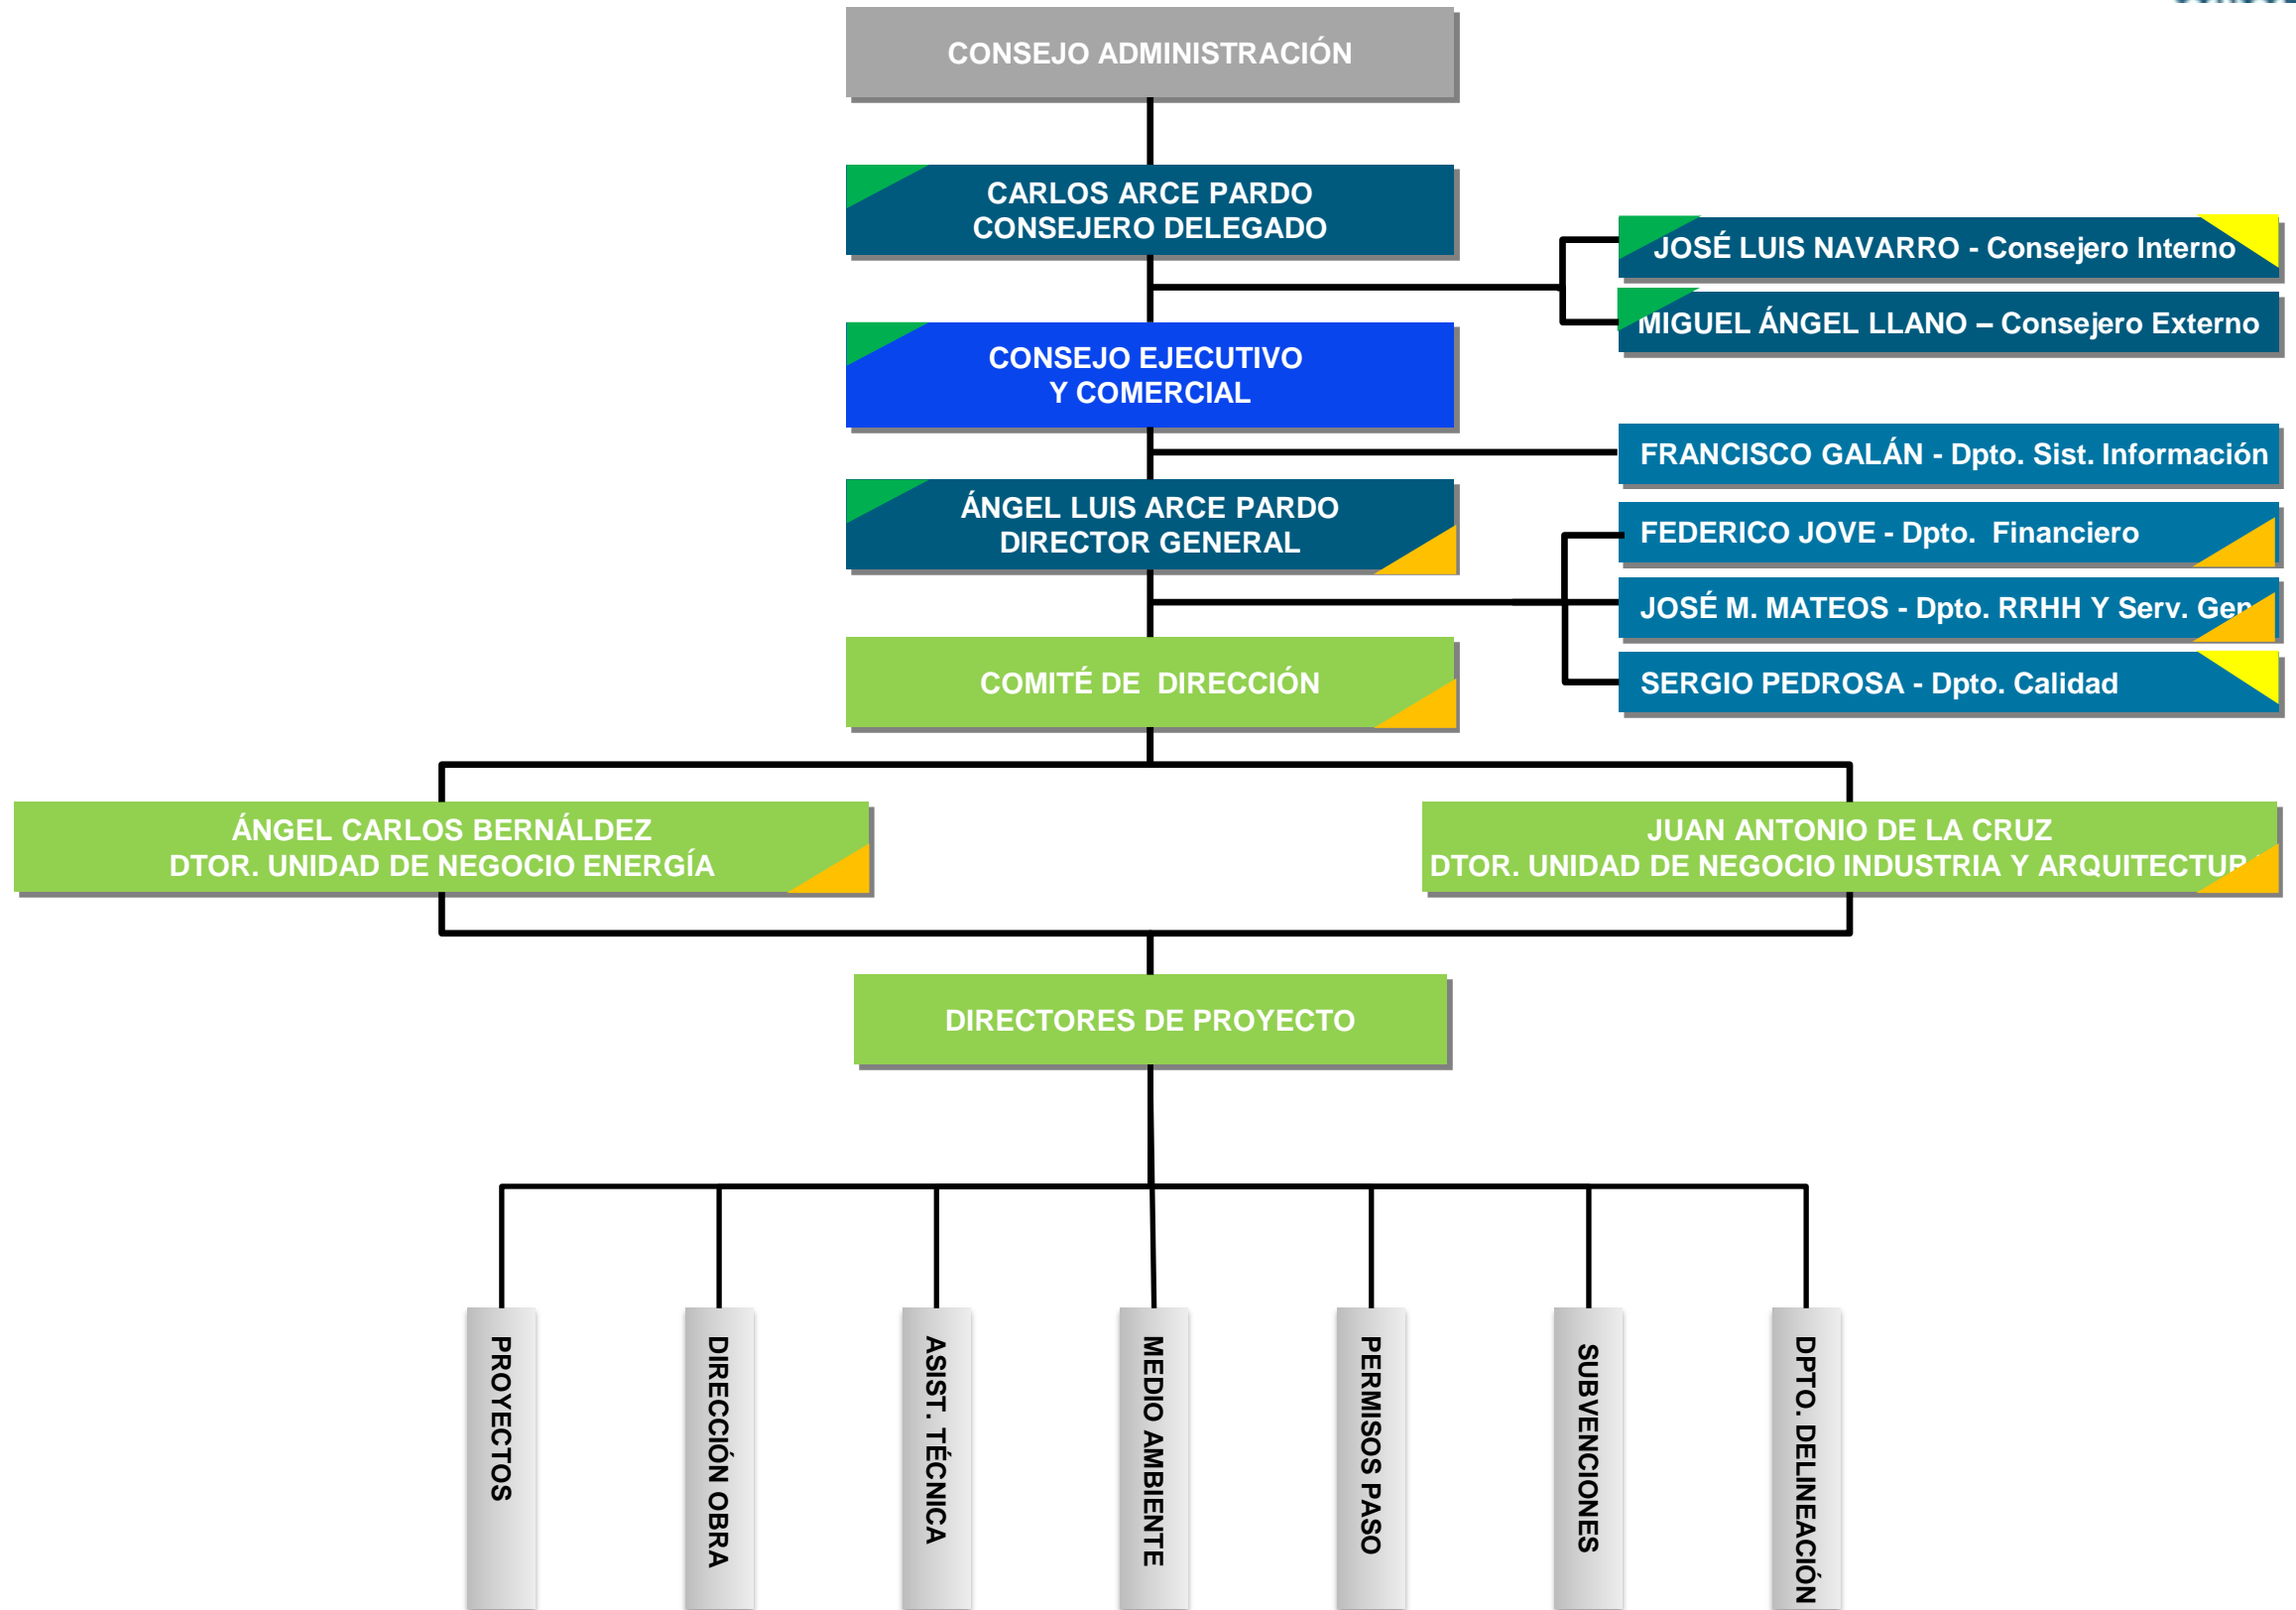 CONSEJO ADMINISTRACIÓN
CARLOS ARCE PARDO
CONSEJERO DELEGADO
JOSÉ LUIS NAVARRO - Consejero Interno
MIGUEL ÁNGEL LLANO – Consejero Externo
CONSEJO EJECUTIVO
Y COMERCIAL
FRANCISCO GALÁN - Dpto. Sist. Información
ÁNGEL LUIS ARCE PARDO
DIRECTOR GENERAL
FEDERICO JOVE - Dpto.  Financiero
JOSÉ M. MATEOS - Dpto. RRHH Y Serv. Gen
SERGIO PEDROSA - Dpto. Calidad
COMITÉ DE  DIRECCIÓN
ÁNGEL CARLOS BERNÁLDEZ
DTOR. UNIDAD DE NEGOCIO ENERGÍA
JUAN ANTONIO DE LA CRUZ
DTOR. UNIDAD DE NEGOCIO INDUSTRIA Y ARQUITECTURA
DIRECTORES DE PROYECTO
PROYECTOS
DIRECCIÓN OBRA
ASIST. TÉCNICA
MEDIO AMBIENTE
PERMISOS PASO
SUBVENCIONES
DPTO. DELINEACIÓN